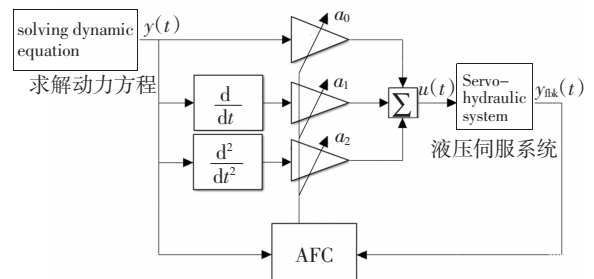 solving dynamic
equation
求解动力方程
y(t)
a₀
d/dt
a₁
d²/dt²
a₂
Σ
u(t)
Servo-
hydraulic
system
液压伺服系统
y_fbk(t)
AFC